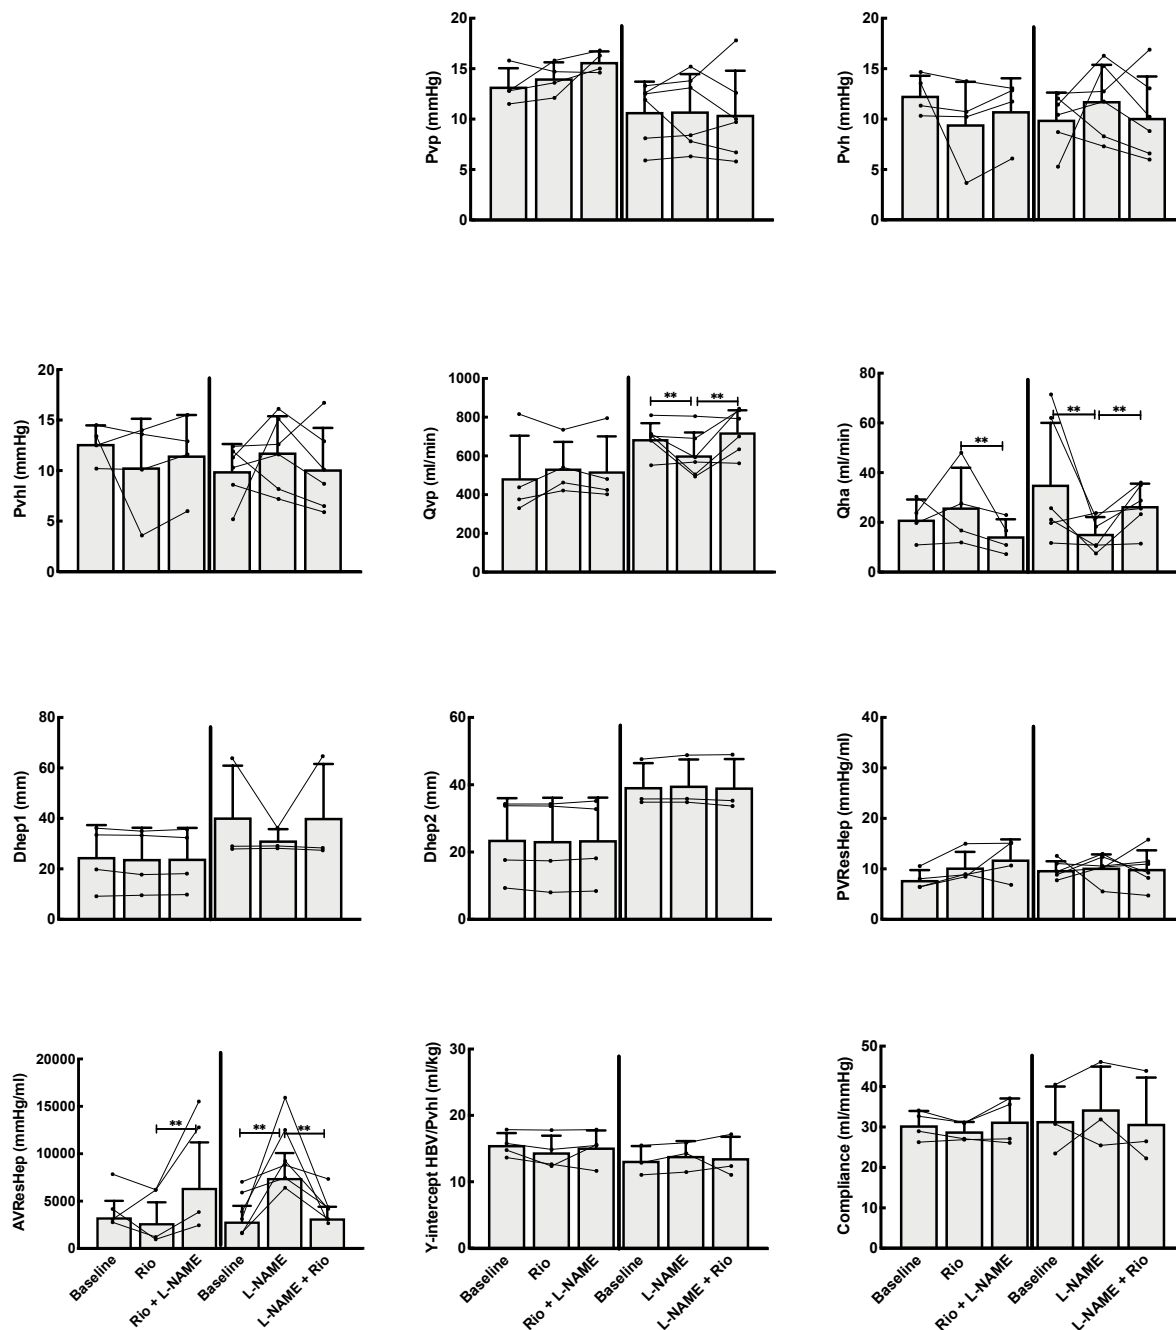 20
15
10
5
0
Pvp (mmHg)
20
15
10
5
0
Pvh (mmHg)
20
15
10
5
0
Pvhl (mmHg)
1000
800
600
400
200
0
Qvp (ml/min)
** **
80
60
40
20
0
Qha (ml/min)
** ** **
80
60
40
20
0
Dhep1 (mm)
60
40
20
0
Dhep2 (mm)
40
30
20
10
0
PVResHep (mmHg/ml)
20000
15000
10000
5000
0
AVResHep (mmHg/ml)
** ** **
Baseline
Rio
Rio + L-NAME
Baseline
L-NAME
L-NAME + Rio
30
20
10
0
Y-intercept HBV/Pvhl (ml/kg)
Baseline
Rio
Rio + L-NAME
Baseline
L-NAME
L-NAME + Rio
50
40
30
20
10
0
Compliance (ml/mmHg)
Baseline
Rio
Rio + L-NAME
Baseline
L-NAME
L-NAME + Rio